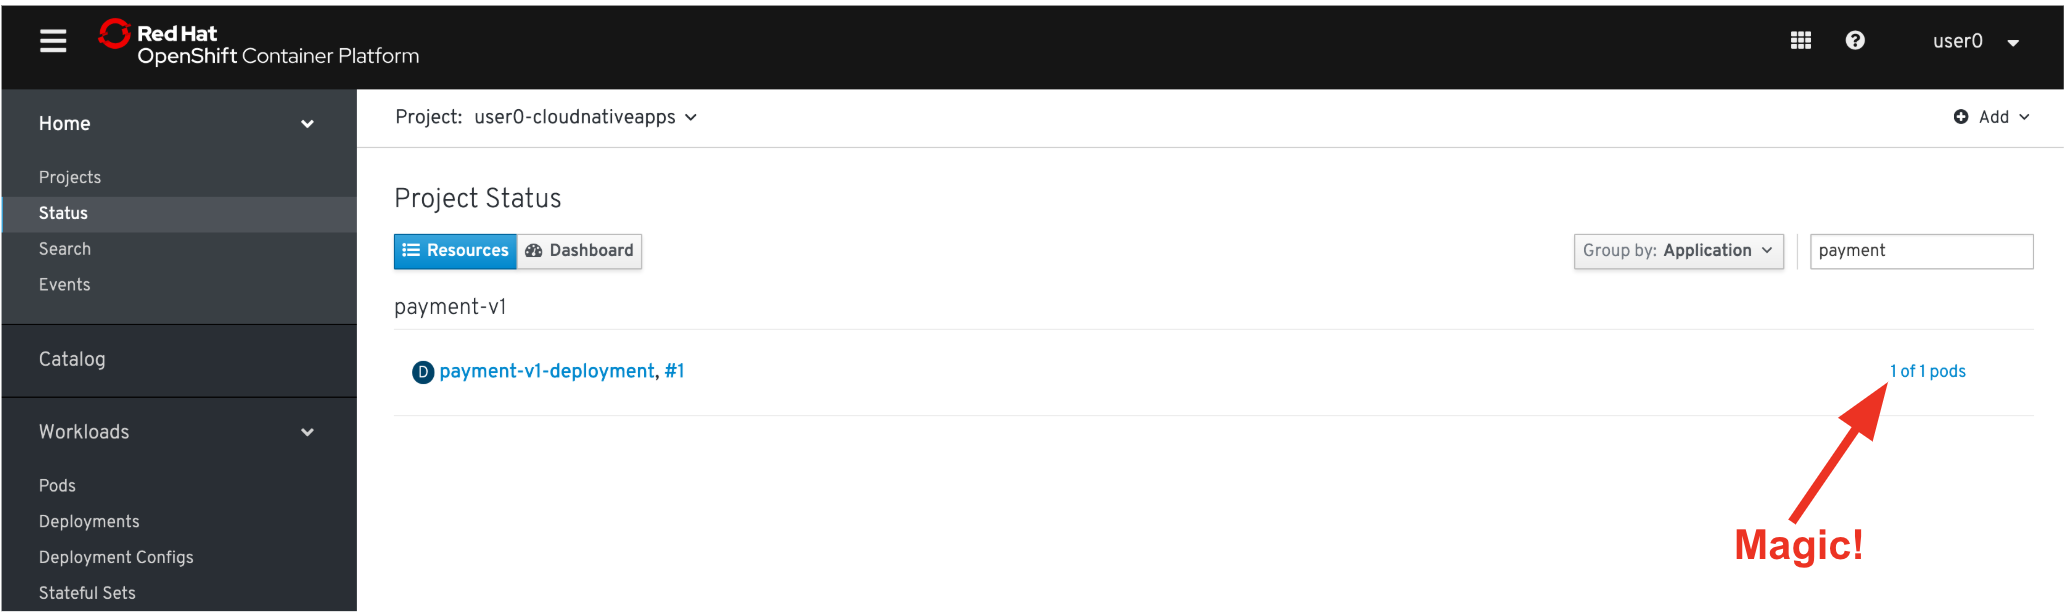 Red Hat
OpenShift Container Platform
user0
Home
Projects
Status
Search
Events
Catalog
Workloads
Pods
Deployments
Deployment Configs
Stateful Sets
Project: user0-cloudnativeapps
Add
Project Status
Resources
Dashboard
Group by: Application
payment
payment-v1
D payment-v1-deployment, #1
1 of 1 pods
Magic!